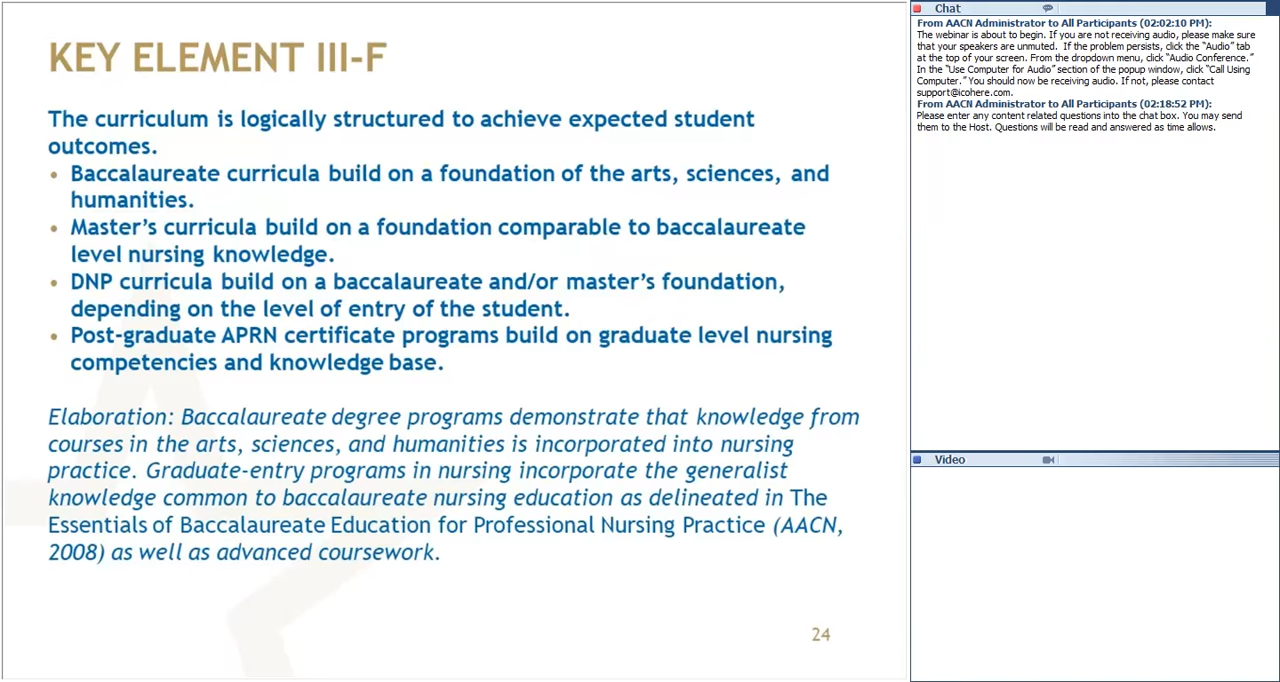 KEY ELEMENT III-F
The curriculum is logically structured to achieve expected student
outcomes.
• Baccalaureate curricula build on a foundation of the arts, sciences, and
humanities.
• Master's curricula build on a foundation comparable to baccalaureate
level nursing knowledge.
• DNP curricula build on a baccalaureate and/or master's foundation,
depending on the level of entry of the student.
• Post-graduate APRN certificate programs build on graduate level nursing
competencies and knowledge base.
Elaboration: Baccalaureate degree programs demonstrate that knowledge from
courses in the arts, sciences, and humanities is incorporated into nursing
practice. Graduate-entry programs in nursing incorporate the generalist
knowledge common to baccalaureate nursing education as delineated in The
Essentials of Baccalaureate Education for Professional Nursing Practice (AACN,
2008) as well as advanced coursework.
24
Chat
From AACN Administrator to All Participants (02:02:10 PM):
The webinar is about to begin. If you are not receiving audio, please make sure
that your speakers are unmuted. If the problem persists, click the "Audio" tab
at the top of your screen. From the dropdown menu, click "Audio Conference."
In the "Use Computer for Audio" section of the popup window, click "Call Using
Computer." You should now be receiving audio. If not, please contact
support@icohere.com.
From AACN Administrator to All Participants (02:18:52 PM):
Please enter any content related questions into the chat box. You may send
them to the Host. Questions will be read and answered as time allows.
Video